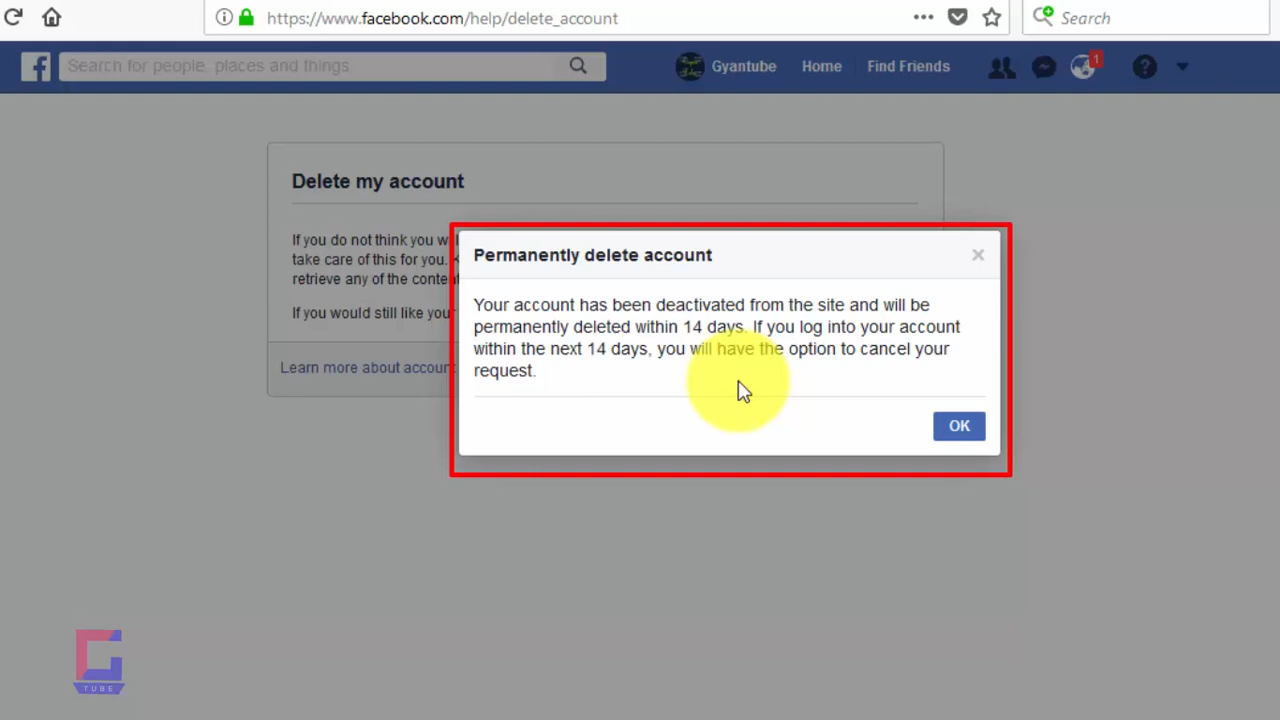 https://www.facebook.com/help/delete_account
Search
Search for people, places and things
Gyantube
Home
Find Friends
1
Delete my account
If you do not think you
take care of this for you.
retrieve any of the
If you would still like
Learn more about
Permanently delete account
Your account has been deactivated from the site and will be
permanently deleted within 14 days. If you log into your account
within the next 14 days, you will have the option to cancel your
request.
OK
TUBE